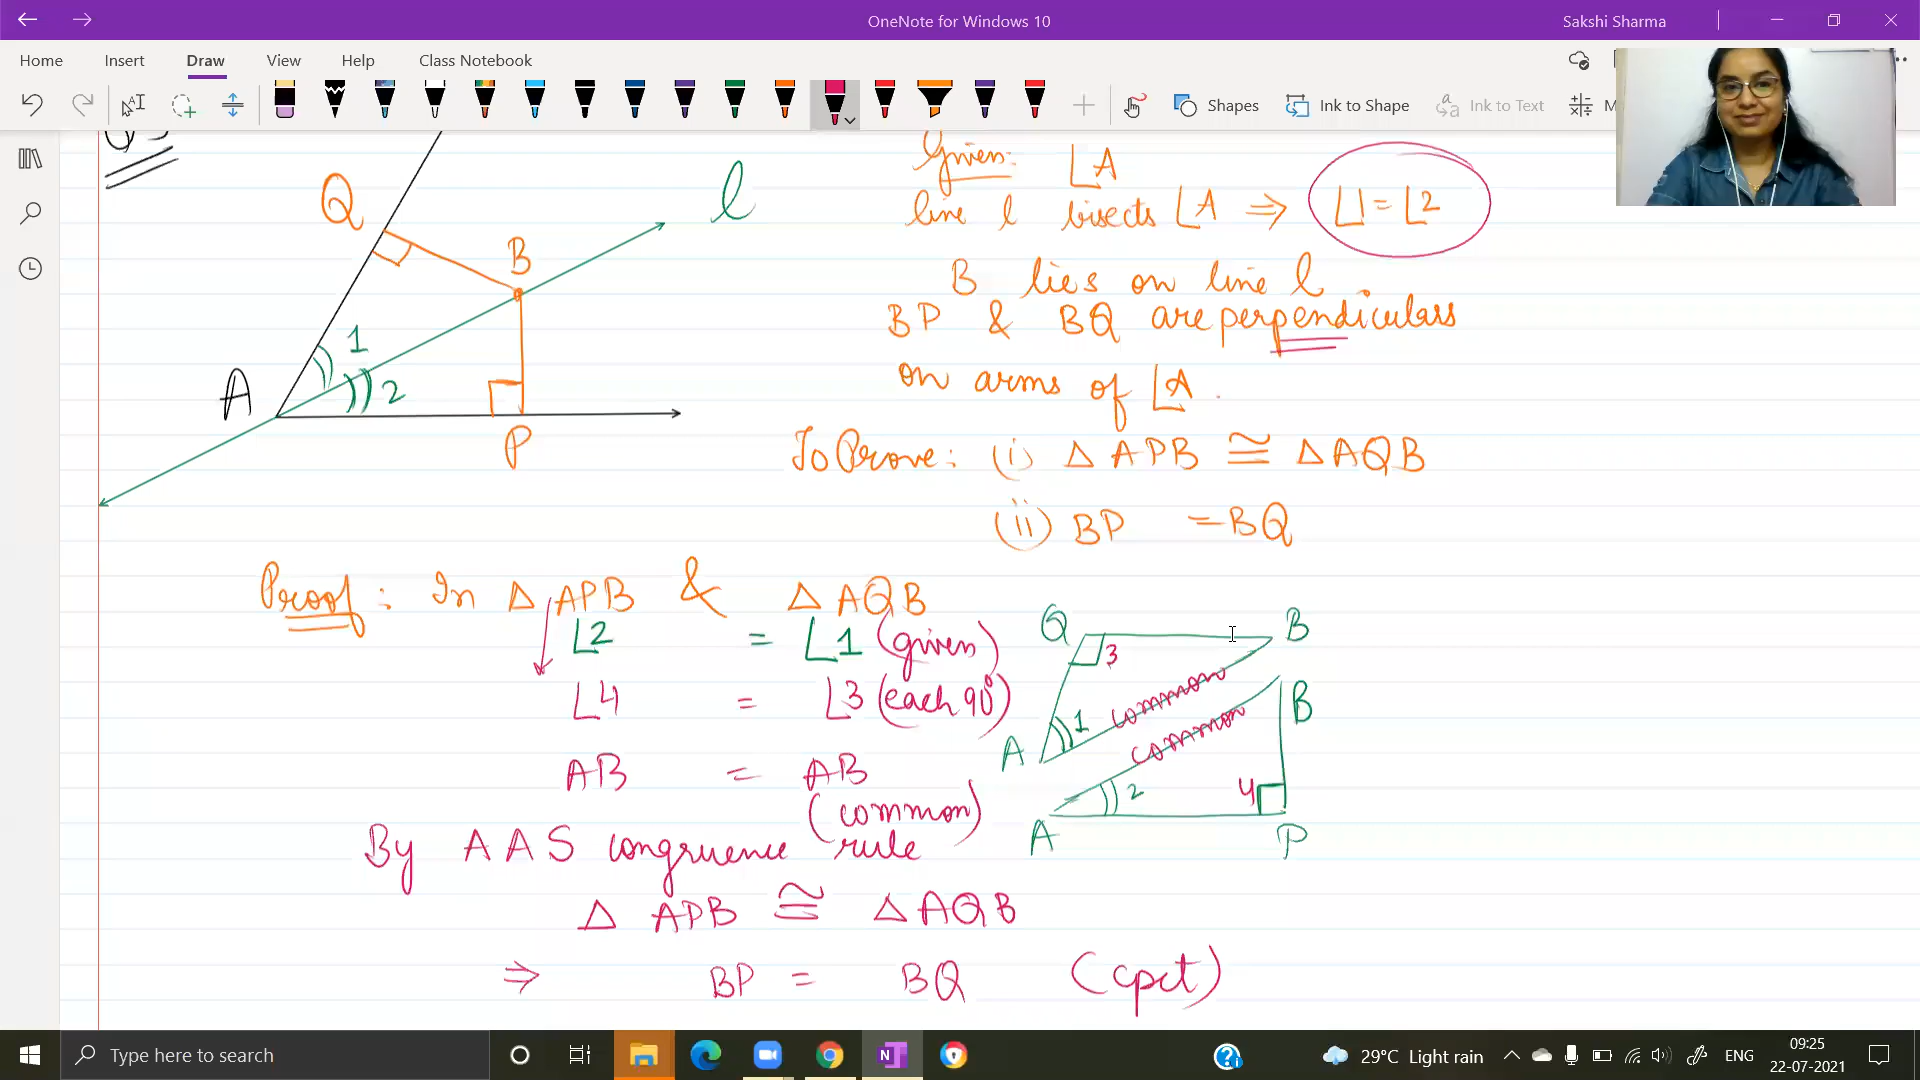 OneNote for Windows 10
Sakshi Sharma
Home Insert Draw View Help Class Notebook
Shapes Ink to Shape Ink to Text M
Given: ∠A
line l bisects ∠A ⇒ ∠1 = ∠2
B lies on line l
BP & BQ are perpendiculars
on arms of ∠A.
To Prove: (i) Δ APB ≅ Δ AQB
(ii) BP = BQ
Q
B
l
1
2
A
P
Proof: In Δ APB & Δ AQB
∠2 = ∠1 (given)
∠4 = ∠3 (each 90°)
AB = AB
(common)
By AAS congruence rule
Δ APB ≅ Δ AQB
⇒ BP = BQ (cpct)
Q B
3
common
1
A
common
B
2
4
A P
Type here to search
29°C Light rain
ENG
09:25
22-07-2021